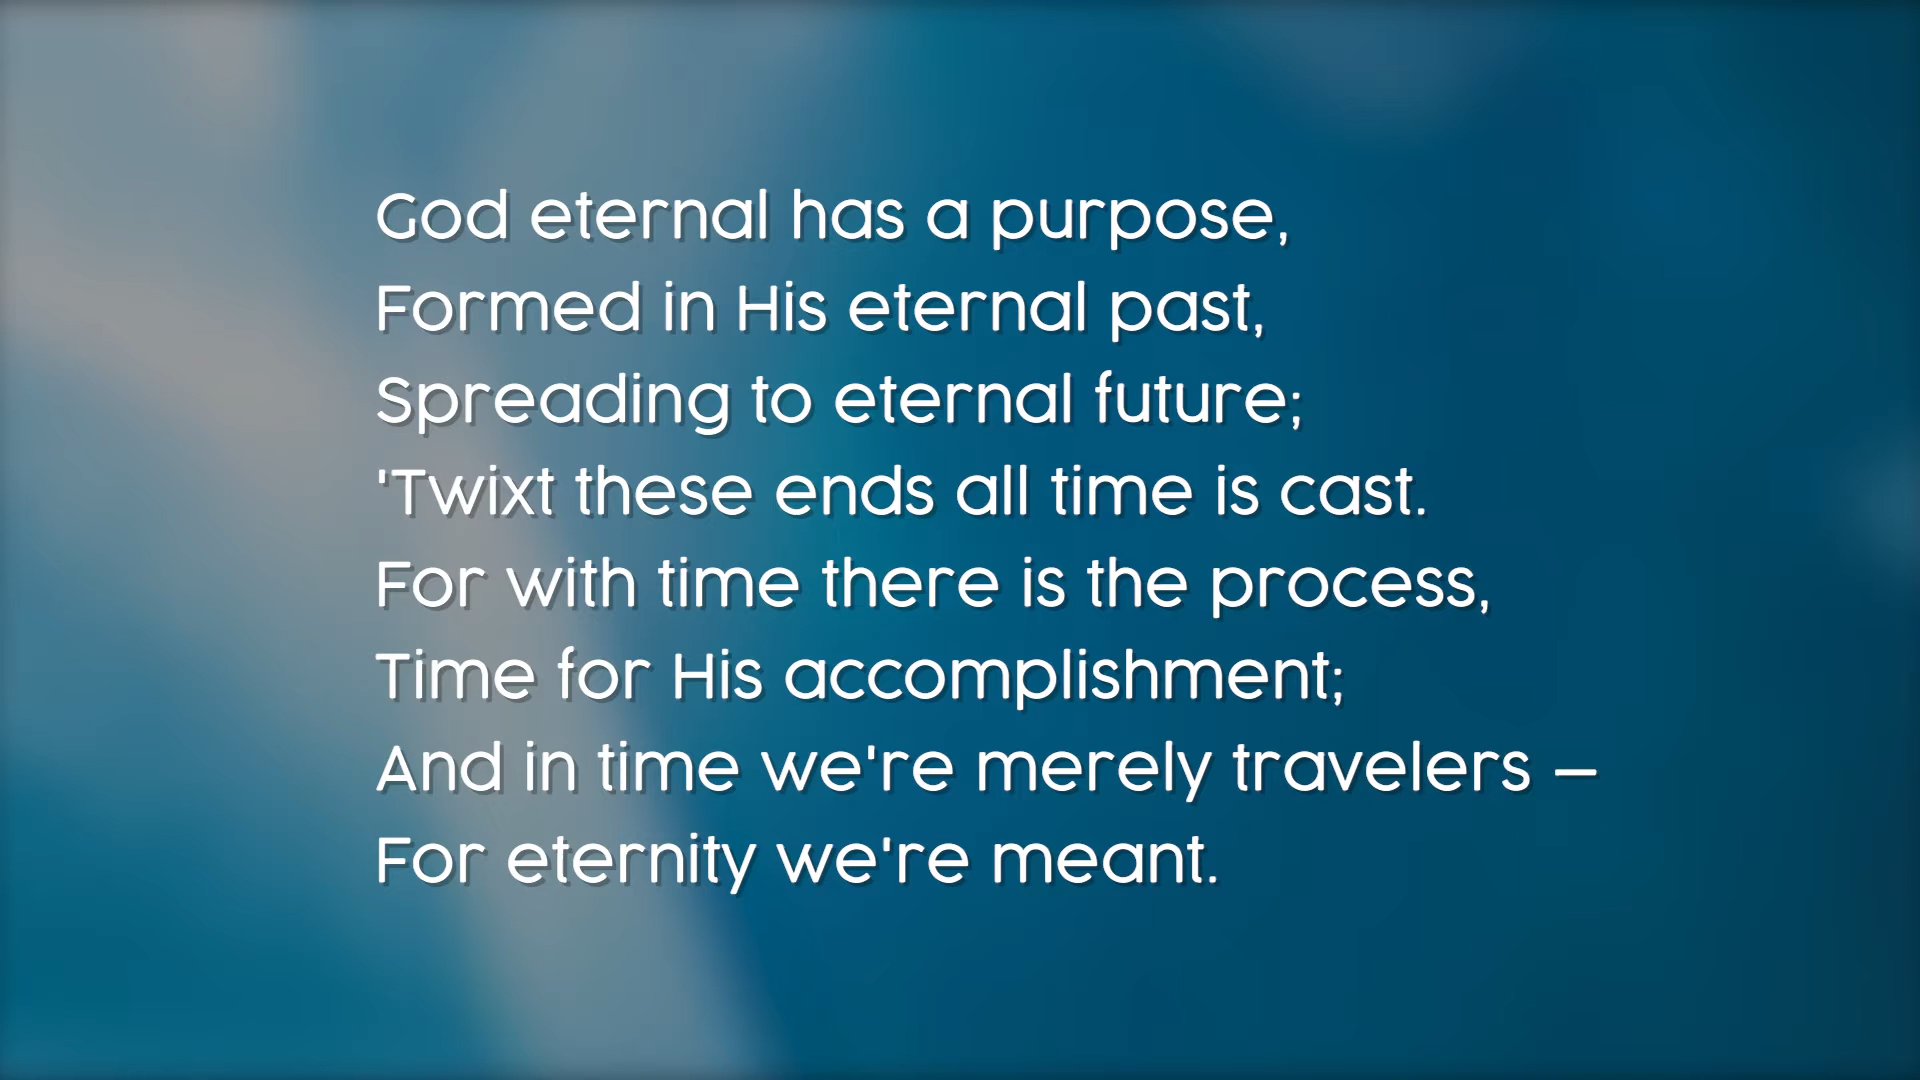 God eternal has a purpose,
Formed in His eternal past,
Spreading to eternal future;
'Twixt these ends all time is cast.
For with time there is the process,
Time for His accomplishment;
And in time we're merely travelers –
For eternity we're meant.